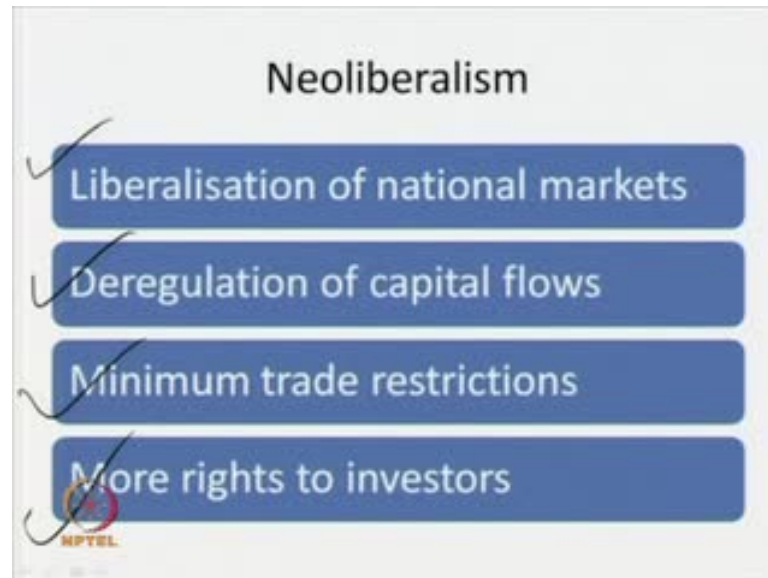 Neoliberalism
Liberalisation of national markets
Deregulation of capital flows
Minimum trade restrictions
More rights to investors
NPTEL